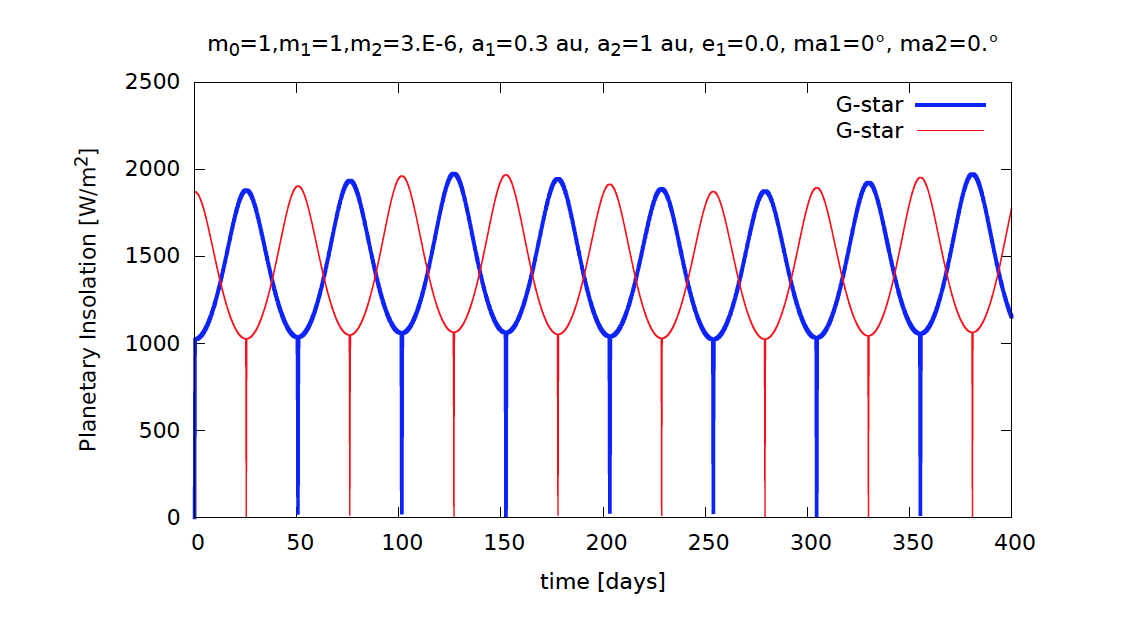 m₀=1,m₁=1,m₂=3.E-6, a₁=0.3 au, a₂=1 au, e₁=0.0, ma1=0°, ma2=0.°
G-star
G-star
Planetary Insolation [W/m²]
2500
2000
1500
1000
500
0
0 50 100 150 200 250 300 350 400
time [days]